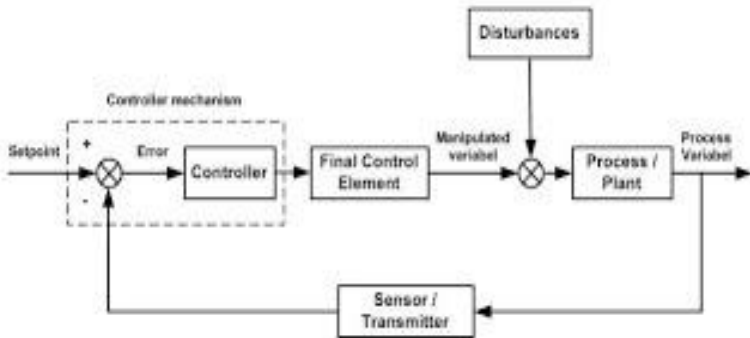 Disturbances
Controller mechanism
Setpoint
+
-
Error
Controller
Final Control
Element
Manipulated
variabel
Process /
Plant
Process
Variabel
Sensor /
Transmitter